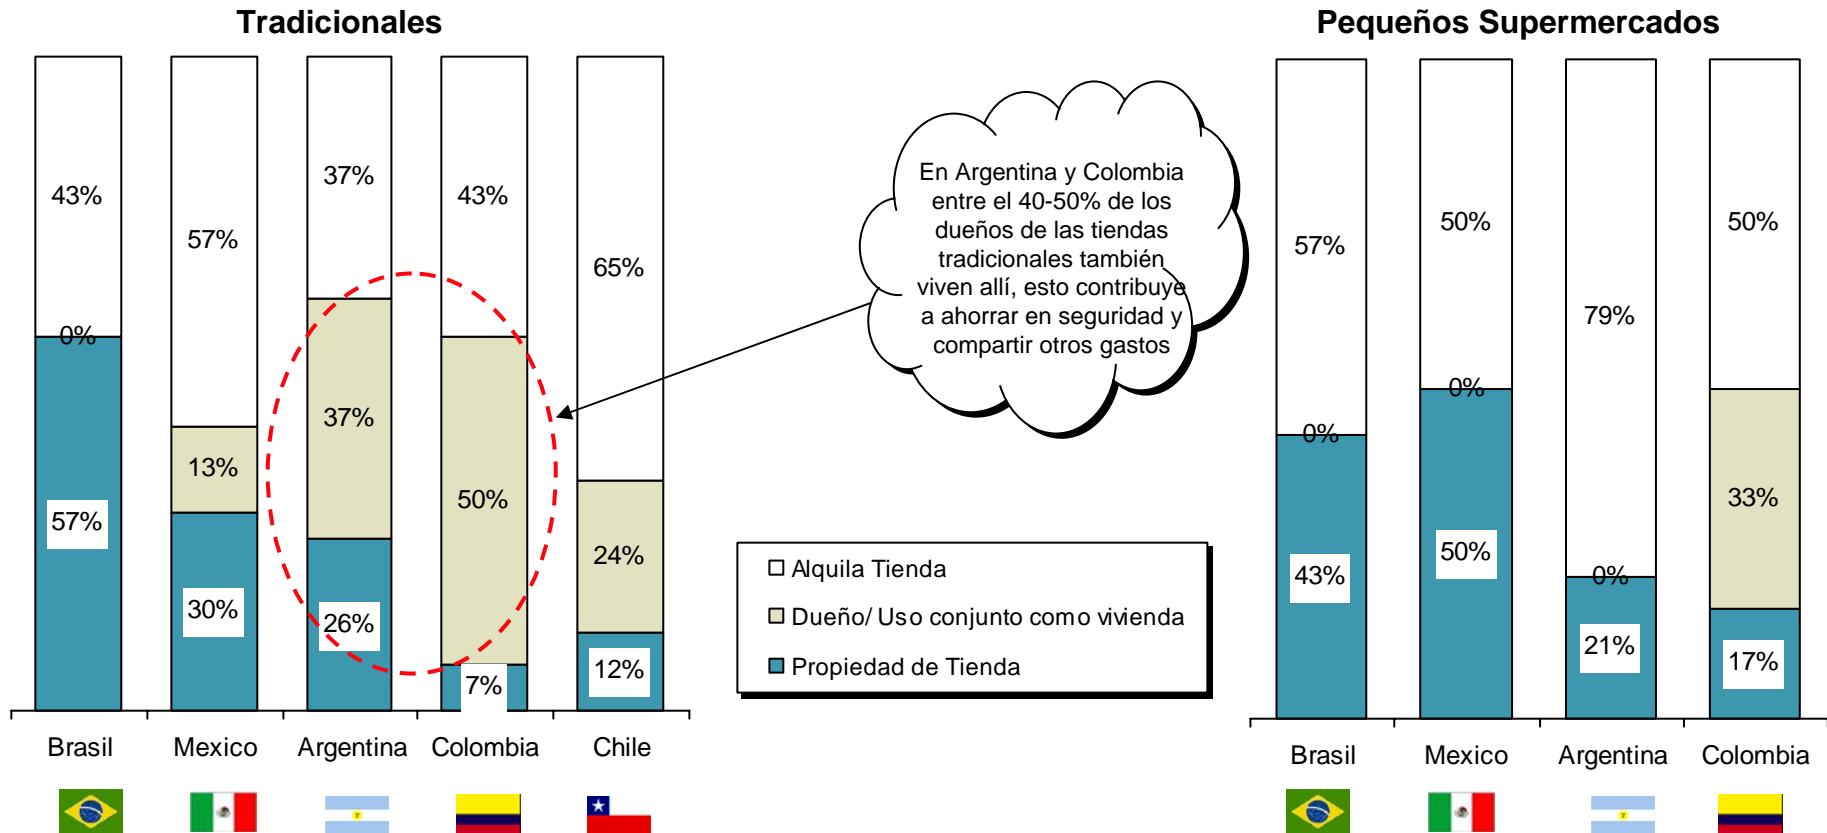 Tradicionales
43%
0%
57%
57%
13%
30%
37%
37%
26%
43%
50%
7%
65%
24%
12%
Brasil
Mexico
Argentina
Colombia
Chile
En Argentina y Colombia
entre el 40-50% de los
dueños de las tiendas
tradicionales también
viven allí, esto contribuye
a ahorrar en seguridad y
compartir otros gastos
Alquila Tienda
Dueño/ Uso conjunto como vivienda
Propiedad de Tienda
Pequeños Supermercados
57%
0%
43%
50%
0%
50%
79%
0%
21%
50%
33%
17%
Brasil
Mexico
Argentina
Colombia